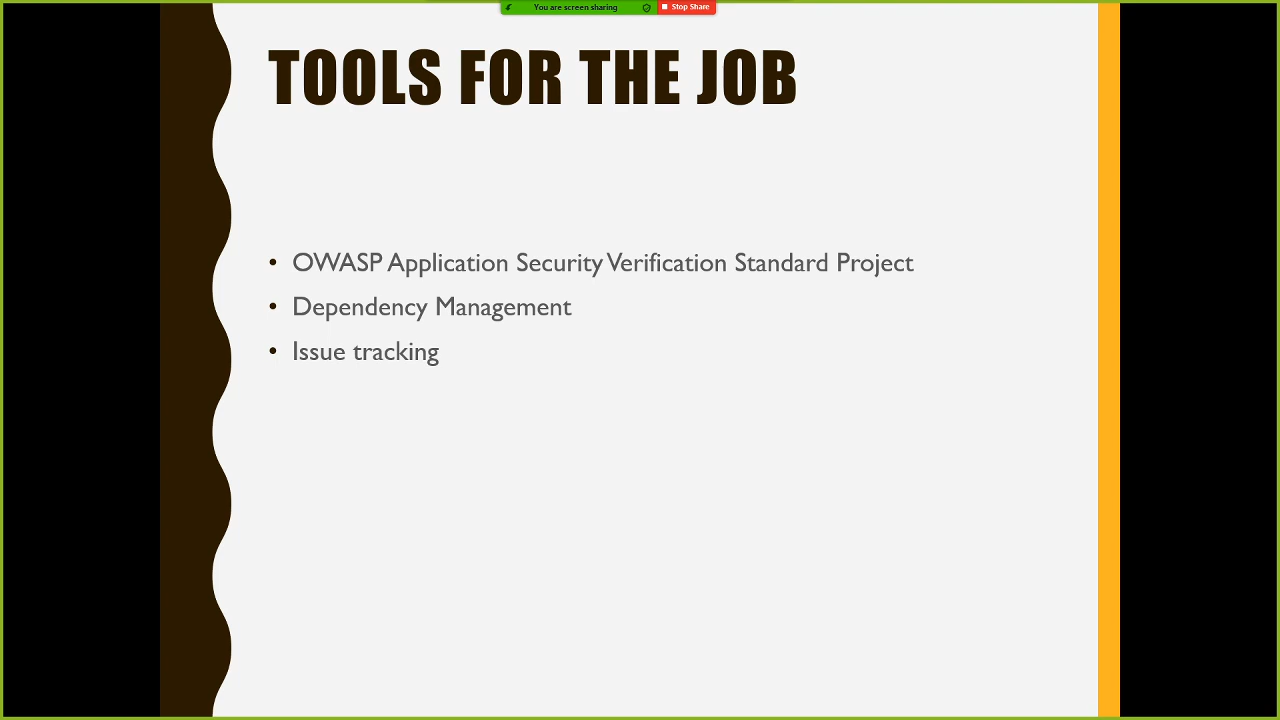 You are screen sharing
Stop Share
TOOLS FOR THE JOB
• OWASP Application Security Verification Standard Project
• Dependency Management
• Issue tracking